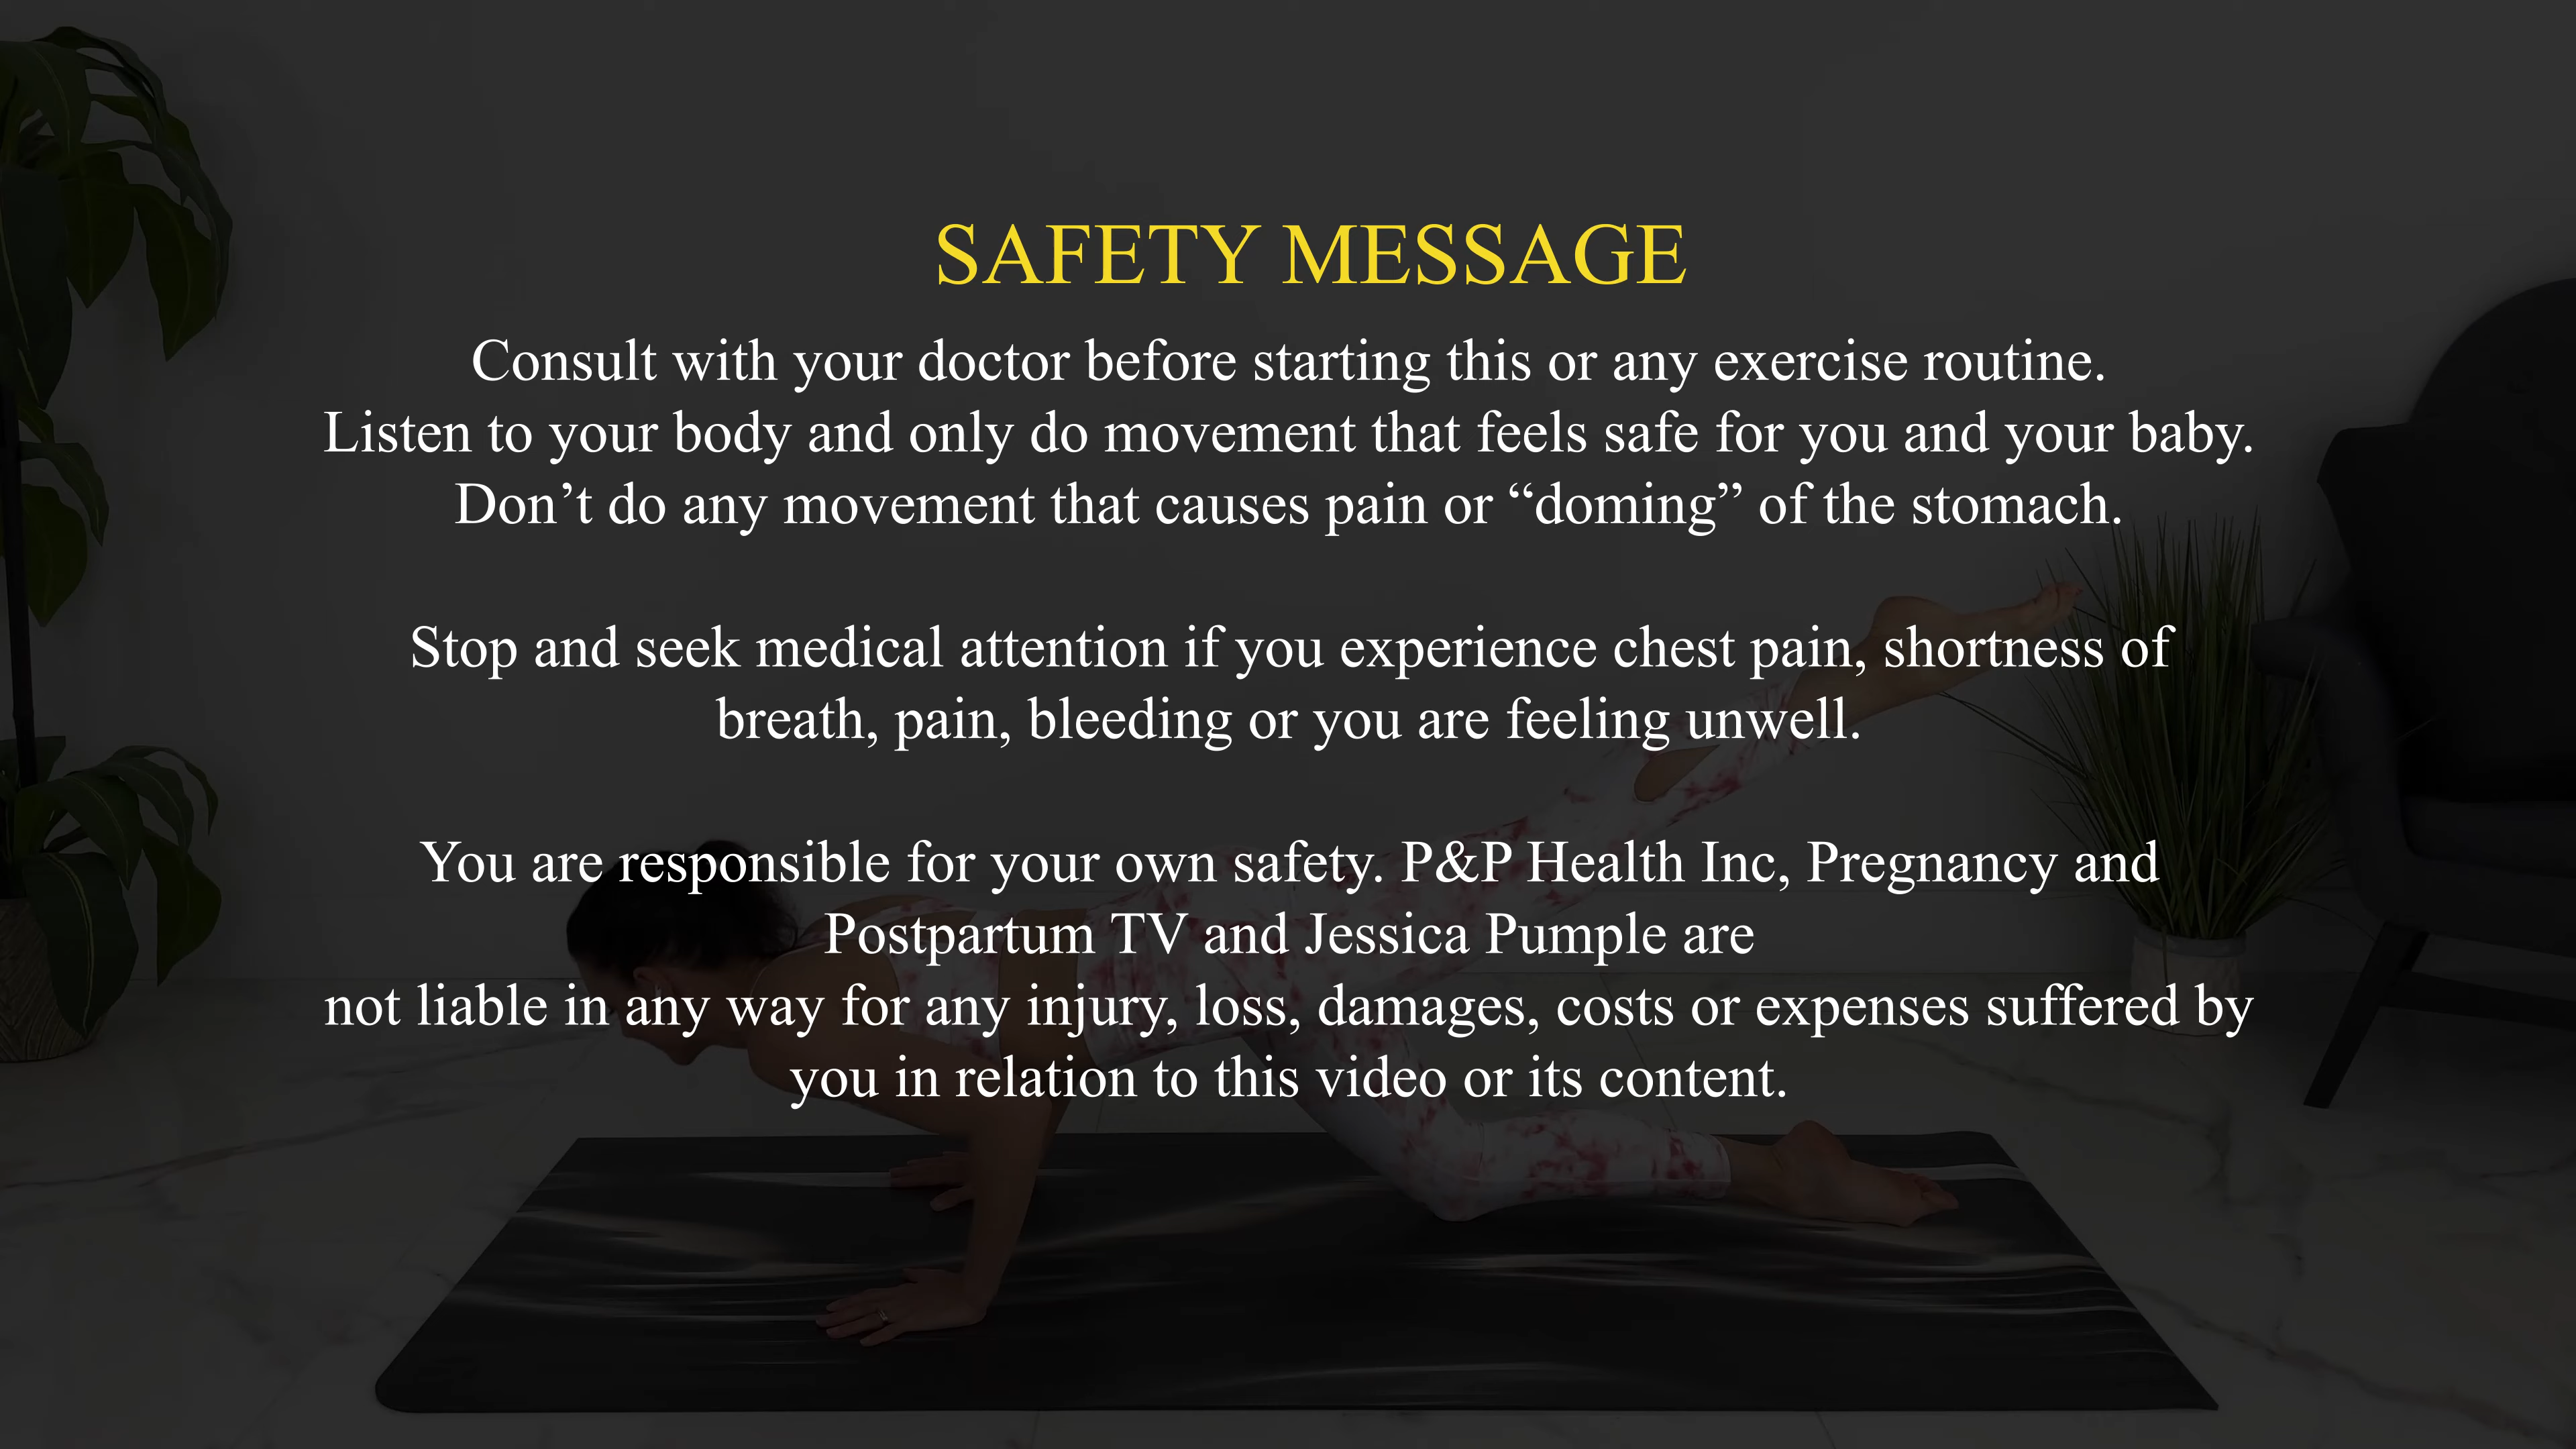 SAFETY MESSAGE
Consult with your doctor before starting this or any exercise routine.
Listen to your body and only do movement that feels safe for you and your baby.
Don’t do any movement that causes pain or “doming” of the stomach.
Stop and seek medical attention if you experience chest pain, shortness of
breath, pain, bleeding or you are feeling unwell.
You are responsible for your own safety. P&P Health Inc, Pregnancy and
Postpartum TV and Jessica Pumple are
not liable in any way for any injury, loss, damages, costs or expenses suffered by
you in relation to this video or its content.